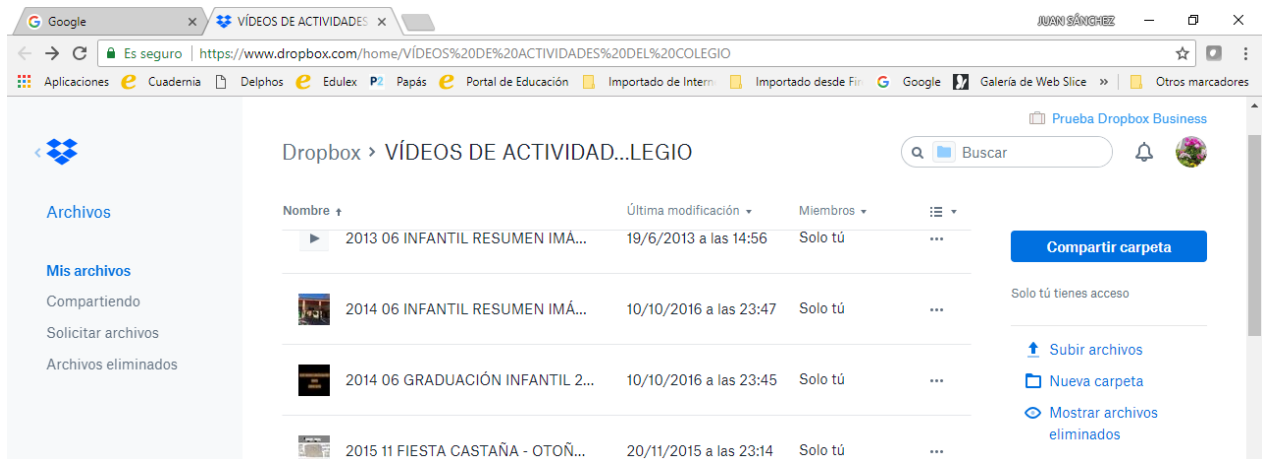 Google
VÍDEOS DE ACTIVIDADES
JUAN SÁNCHEZ
Es seguro | https://www.dropbox.com/home/VÍDEOS%20DE%20ACTIVIDADES%20DEL%20COLEGIO
Aplicaciones Cuadernia Delphos Edulex P2 Papás Portal de Educación Importado de Intern Importado desde Fir Google Galería de Web Slice » Otros marcadores
Prueba Dropbox Business
Dropbox › VÍDEOS DE ACTIVIDAD...LEGIO
Buscar
Archivos
Mis archivos
Compartiendo
Solicitar archivos
Archivos eliminados
Nombre Última modificación Miembros
2013 06 INFANTIL RESUMEN IMÁ... 19/6/2013 a las 14:56 Solo tú
2014 06 INFANTIL RESUMEN IMÁ... 10/10/2016 a las 23:47 Solo tú
2014 06 GRADUACIÓN INFANTIL 2... 10/10/2016 a las 23:45 Solo tú
2015 11 FIESTA CASTAÑA - OTOÑ... 20/11/2015 a las 23:14 Solo tú
Compartir carpeta
Solo tú tienes acceso
Subir archivos
Nueva carpeta
Mostrar archivos
eliminados